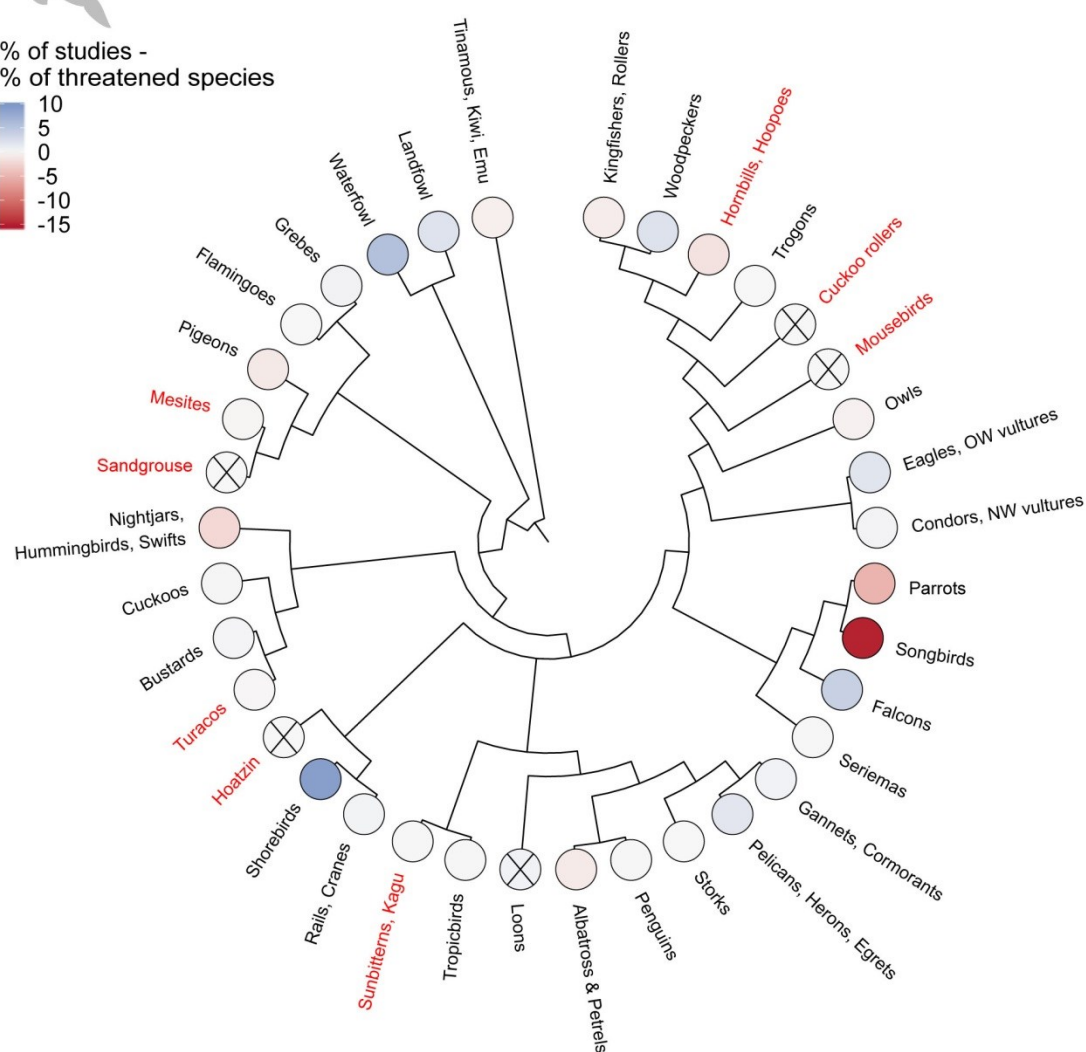 % of studies -
% of threatened species
10
5
0
-5
-10
-15
Tinamous, Kiwi, Emu
Landfowl
Waterfowl
Grebes
Flamingoes
Pigeons
Mesites
Sandgrouse
Nightjars,
Hummingbirds, Swifts
Cuckoos
Bustards
Turacos
Hoatzin
Shorebirds
Rails, Cranes
Sunbitterns, Kagu
Tropicbirds
Loons
Albatross & Petrels
Penguins
Storks
Pelicans, Herons, Egrets
Gannets, Cormorants
Seriemas
Falcons
Songbirds
Parrots
Condors, NW vultures
Eagles, OW vultures
Owls
Mousebirds
Cuckoo rollers
Trogons
Hornbills, Hoopoes
Woodpeckers
Kingfishers, Rollers